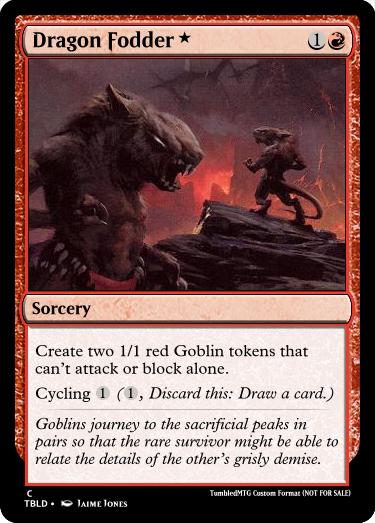 Dragon Fodder ★ 1
Sorcery
Create two 1/1 red Goblin tokens that
can't attack or block alone.
Cycling 1 (1, Discard this: Draw a card.)
Goblins journey to the sacrificial peaks in
pairs so that the rare survivor might be able to
relate the details of the other's grisly demise.
C
TumbledMTG Custom Format (NOT FOR SALE)
TBLD • Jaime Jones